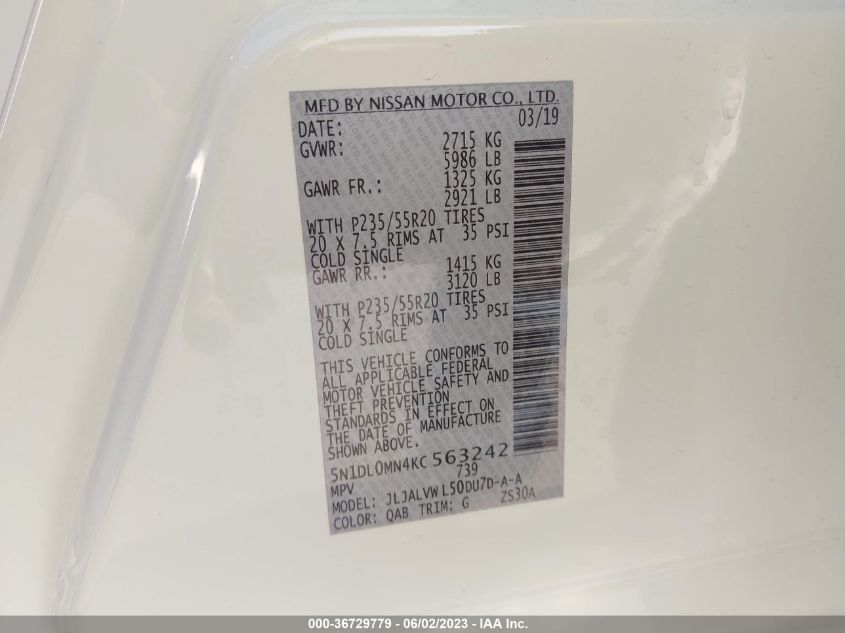 MFD BY NISSAN MOTOR CO., LTD.
DATE: 03/19
GVWR: 2715 KG
5986 LB
GAWR FR.: 1325 KG
2921 LB
WITH P235/55R20 TIRES
20 X 7.5 RIMS AT 35 PSI
COLD SINGLE
GAWR RR.: 1415 KG
3120 LB
WITH P235/55R20 TIRES
20 X 7.5 RIMS AT 35 PSI
COLD SINGLE
THIS VEHICLE CONFORMS TO
ALL APPLICABLE FEDERAL
MOTOR VEHICLE SAFETY AND
THEFT PREVENTION
STANDARDS IN EFFECT ON
THE DATE OF MANUFACTURE
SHOWN ABOVE.
5N1DL0MN4KC563242
MPV 739
MODEL: JLJALVWL50DU7D-A-A
COLOR: QAB TRIM: G ZS30A
000-36729779 - 06/02/2023 - IAA Inc.